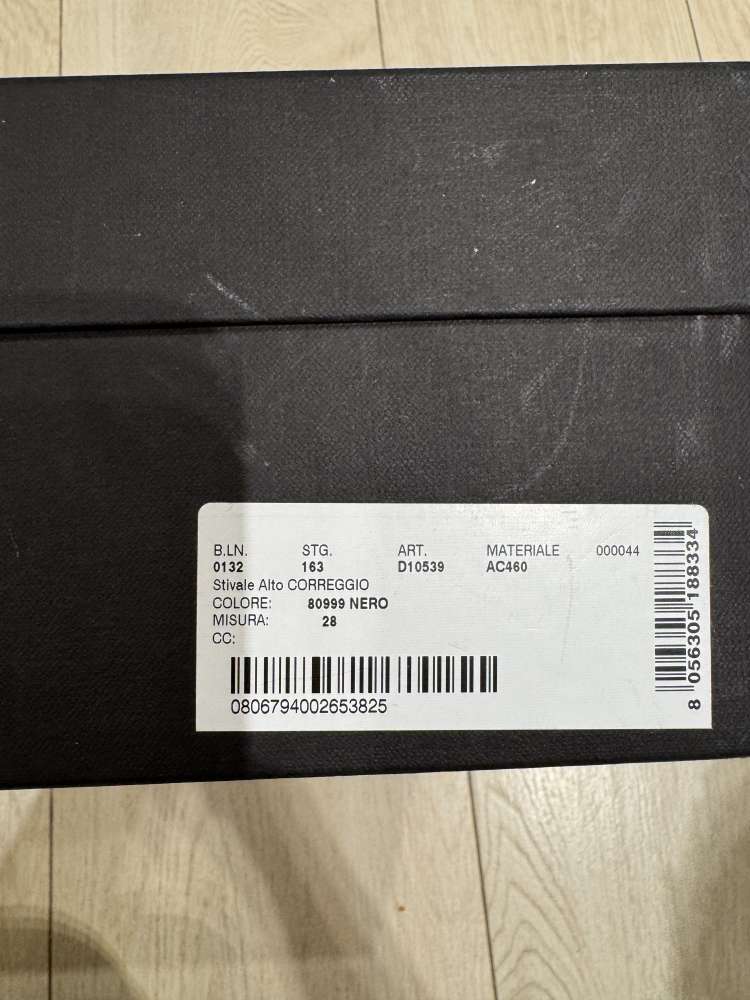 B.LN. STG. ART. MATERIALE 000044
0132 163 D10539 AC460
Stivale Alto CORREGGIO
COLORE: 80999 NERO
MISURA: 28
CC:
0806794002653825
8 056305 188334